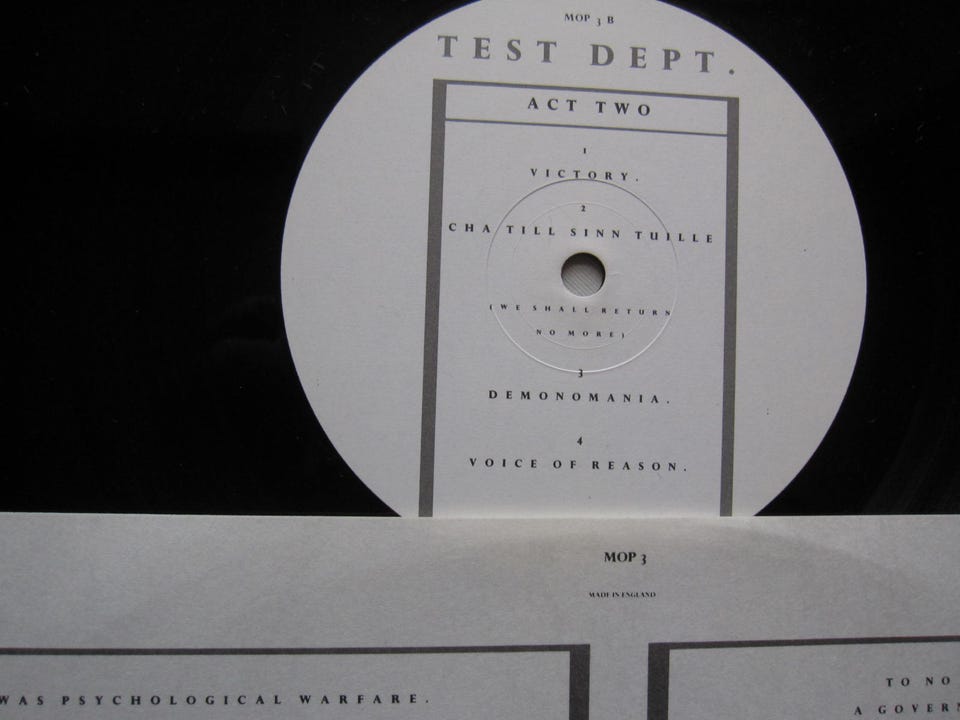 MOP 3 B
TEST DEPT.
ACT TWO
1
VICTORY.
2
CHA TILL SINN TUILLE
(WE SHALL RETURN
NO MORE)
3
DEMONOMANIA.
4
VOICE OF REASON.
MOP 3
MADE IN ENGLAND
WAS PSYCHOLOGICAL WARFARE.
TO NO
A GOVERN